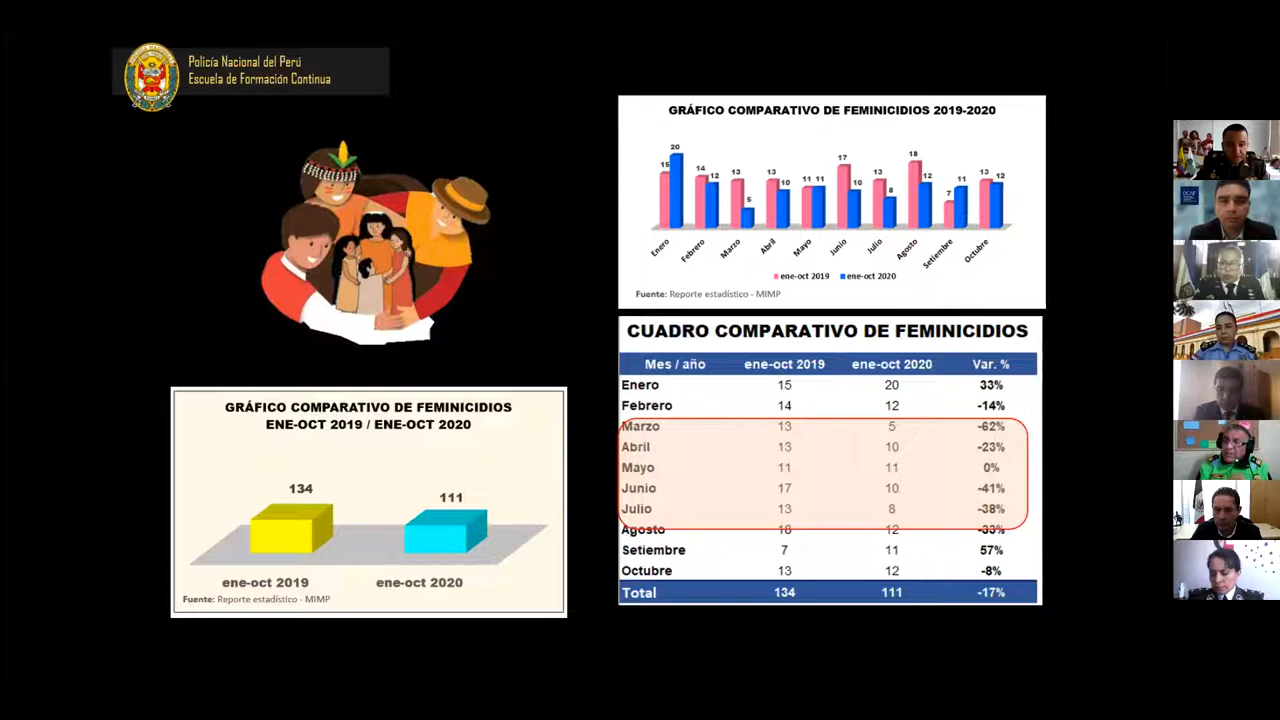 Policía Nacional del Perú
Escuela de Formación Continua
GRÁFICO COMPARATIVO DE FEMINICIDIOS 2019-2020
15 20 14 12 13 5 13 10 11 11 17 10 13 8 18 12 7 11 13 12
Enero Febrero Marzo Abril Mayo Junio Julio Agosto Setiembre Octubre
ene-oct 2019 ene-oct 2020
Fuente: Reporte estadístico - MIMP
CUADRO COMPARATIVO DE FEMINICIDIOS
Mes / año ene-oct 2019 ene-oct 2020 Var. %
Enero 15 20 33%
Febrero 14 12 -14%
Marzo 13 5 -62%
Abril 13 10 -23%
Mayo 11 11 0%
Junio 17 10 -41%
Julio 13 8 -38%
Agosto 18 12 -33%
Setiembre 7 11 57%
Octubre 13 12 -8%
Total 134 111 -17%
GRÁFICO COMPARATIVO DE FEMINICIDIOS
ENE-OCT 2019 / ENE-OCT 2020
134 111
ene-oct 2019 ene-oct 2020
Fuente: Reporte estadístico - MIMP
DCAF